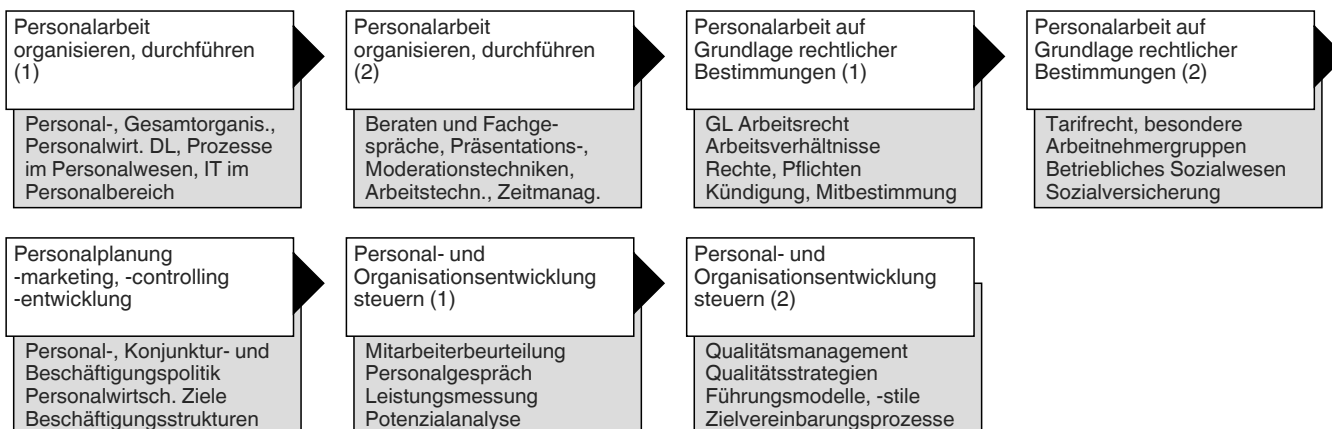 Personalarbeit
organisieren, durchführen
(1)
Personal-, Gesamtorganis.,
Personalwirt. DL, Prozesse
im Personalwesen, IT im
Personalbereich
Personalarbeit
organisieren, durchführen
(2)
Beraten und Fachge-
spräche, Präsentations-,
Moderationstechniken,
Arbeitstechn., Zeitmanag.
Personalarbeit auf
Grundlage rechtlicher
Bestimmungen (1)
GL Arbeitsrecht
Arbeitsverhältnisse
Rechte, Pflichten
Kündigung, Mitbestimmung
Personalarbeit auf
Grundlage rechtlicher
Bestimmungen (2)
Tarifrecht, besondere
Arbeitnehmergruppen
Betriebliches Sozialwesen
Sozialversicherung
Personalplanung
-marketing, -controlling
-entwicklung
Personal-, Konjunktur- und
Beschäftigungspolitik
Personalwirtsch. Ziele
Beschäftigungsstrukturen
Personal- und
Organisationsentwicklung
steuern (1)
Mitarbeiterbeurteilung
Personalgespräch
Leistungsmessung
Potenzialanalyse
Personal- und
Organisationsentwicklung
steuern (2)
Qualitätsmanagement
Qualitätsstrategien
Führungsmodelle, -stile
Zielvereinbarungsprozesse